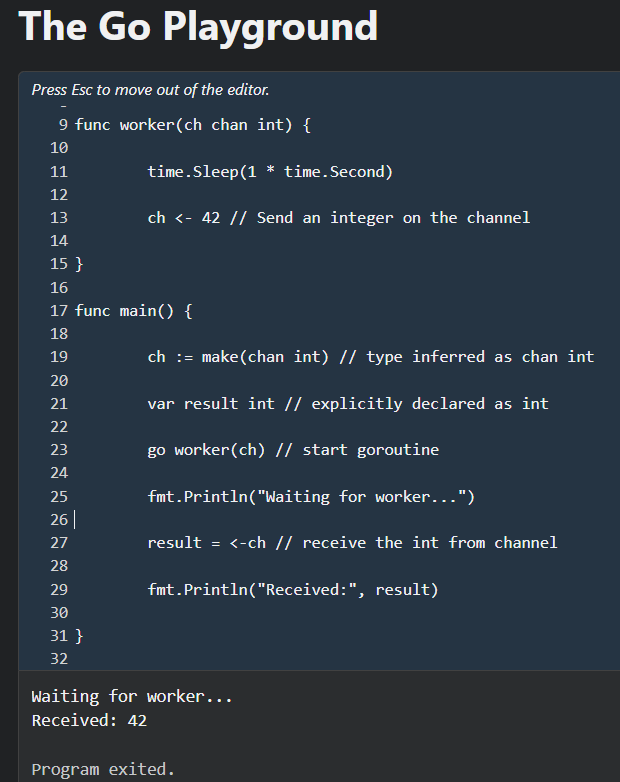 The Go Playground
Press Esc to move out of the editor.
9 func worker(ch chan int) {
10
11 time.Sleep(1 * time.Second)
12
13 ch <- 42 // Send an integer on the channel
14
15 }
16
17 func main() {
18
19 ch := make(chan int) // type inferred as chan int
20
21 var result int // explicitly declared as int
22
23 go worker(ch) // start goroutine
24
25 fmt.Println("Waiting for worker...")
26
27 result = <-ch // receive the int from channel
28
29 fmt.Println("Received:", result)
30
31 }
32
Waiting for worker...
Received: 42
Program exited.